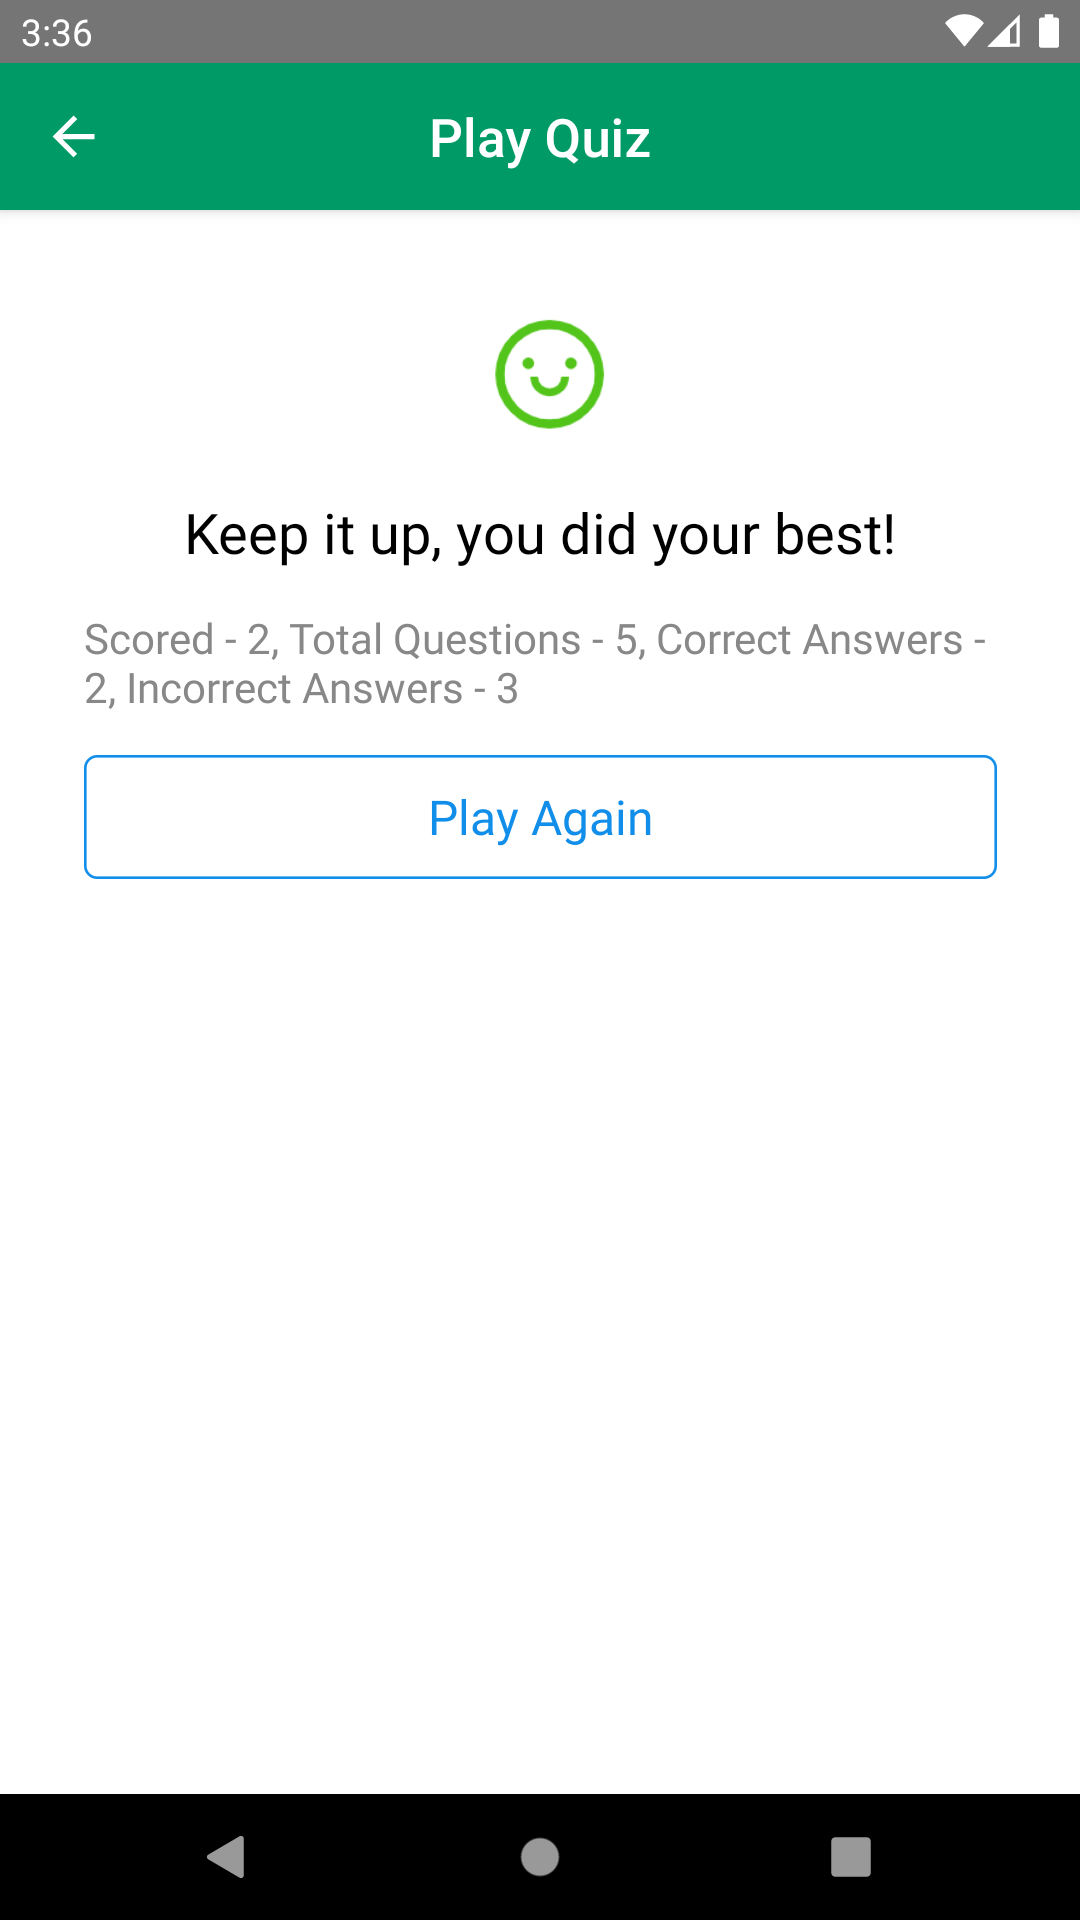 3:36
Play Quiz
Keep it up, you did your best!
Scored - 2, Total Questions - 5, Correct Answers -
2, Incorrect Answers - 3
Play Again